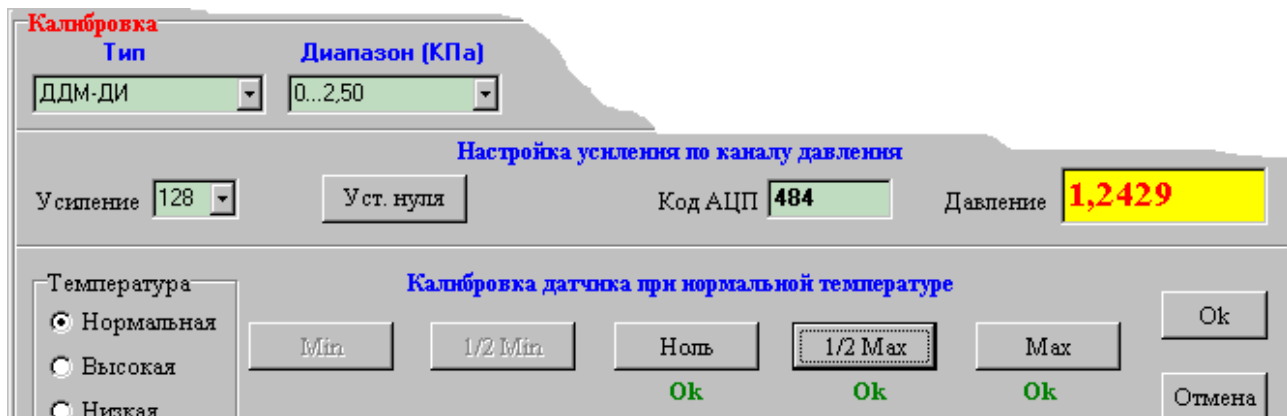 Калибровка
Тип Диапазон (КПа)
ДДМ-ДИ 0...2,50
Настройка усиления по каналу давления
Усиление 128 Уст. нуля Код АЦП 484 Давление 1,2429
Температура Калибровка датчика при нормальной температуре
Нормальная Min 1/2 Min Ноль 1/2 Max Max Ok
Высокая Ok Ok Ok
Низкая Отмена